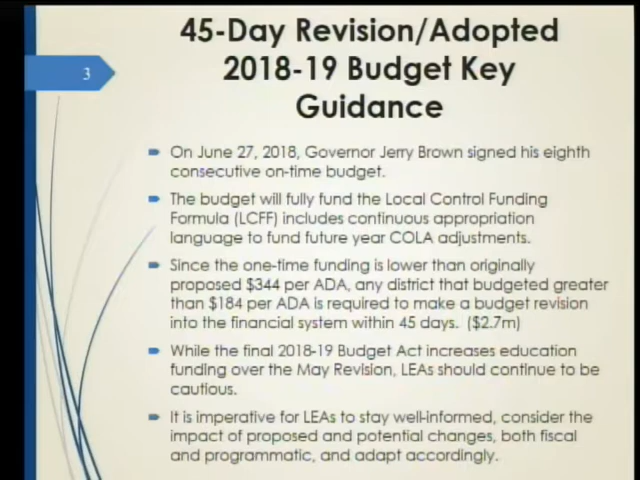 45-Day Revision/Adopted
2018-19 Budget Key
Guidance
3
On June 27, 2018, Governor Jerry Brown signed his eighth
consecutive on-time budget.
The budget will fully fund the Local Control Funding
Formula (LCFF) includes continuous appropriation
language to fund future year COLA adjustments.
Since the one-time funding is lower than originally
proposed $344 per ADA, any district that budgeted greater
than $184 per ADA is required to make a budget revision
into the financial system within 45 days. ($2.7m)
While the final 2018-19 Budget Act increases education
funding over the May Revision, LEAs should continue to be
cautious.
It is imperative for LEAs to stay well-informed, consider the
impact of proposed and potential changes, both fiscal
and programmatic, and adapt accordingly.